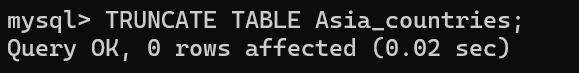 mysql> TRUNCATE TABLE Asia_countries;
Query OK, 0 rows affected (0.02 sec)